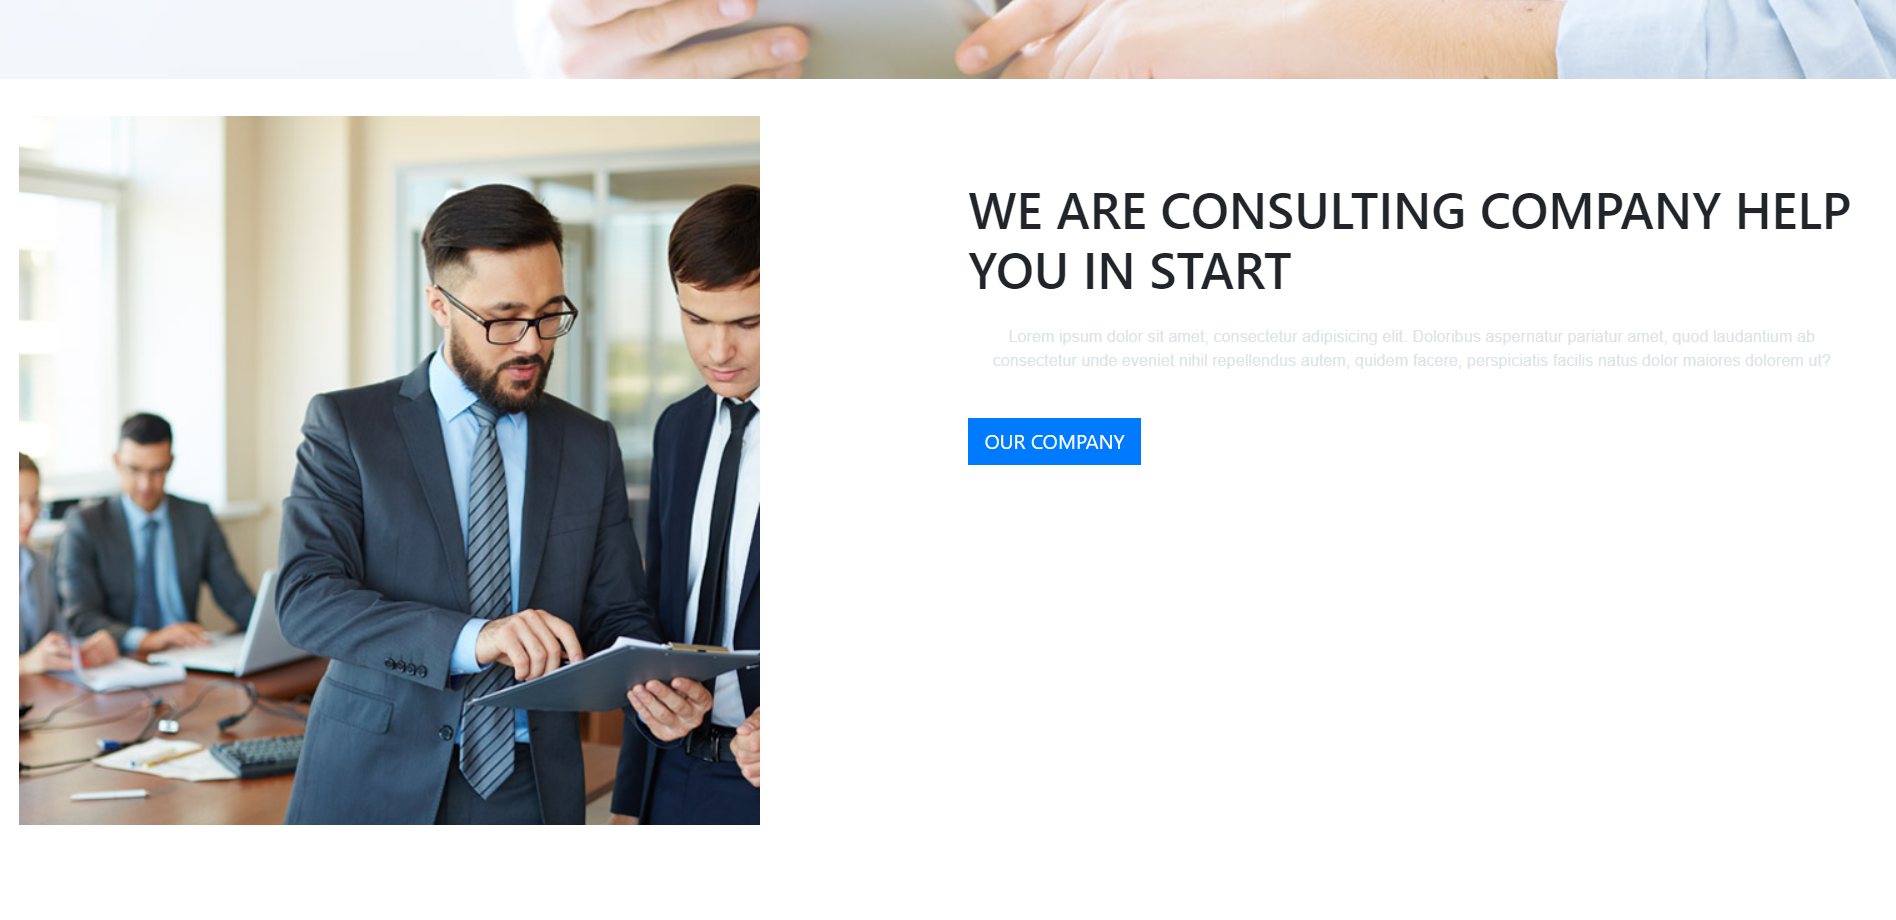 WE ARE CONSULTING COMPANY HELP
YOU IN START
Lorem ipsum dolor sit amet, consectetur adipisicing elit. Doloribus aspernatur pariatur amet, quod laudantium ab
consectetur unde eveniet nihil repellendus autem, quidem facere, perspiciatis facilis natus dolor maiores dolorem ut?
OUR COMPANY